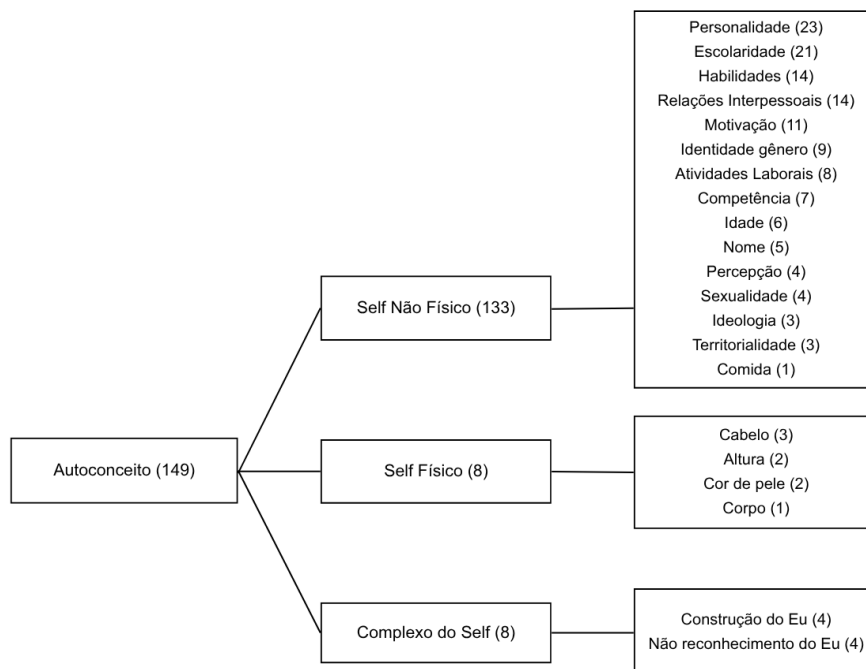 Personalidade (23)
Escolaridade (21)
Habilidades (14)
Relações Interpessoais (14)
Motivação (11)
Identidade gênero (9)
Atividades Laborais (8)
Competência (7)
Idade (6)
Nome (5)
Percepção (4)
Sexualidade (4)
Ideologia (3)
Territorialidade (3)
Comida (1)
Self Não Físico (133)
Autoconceito (149)
Self Físico (8)
Cabelo (3)
Altura (2)
Cor de pele (2)
Corpo (1)
Complexo do Self (8)
Construção do Eu (4)
Não reconhecimento do Eu (4)